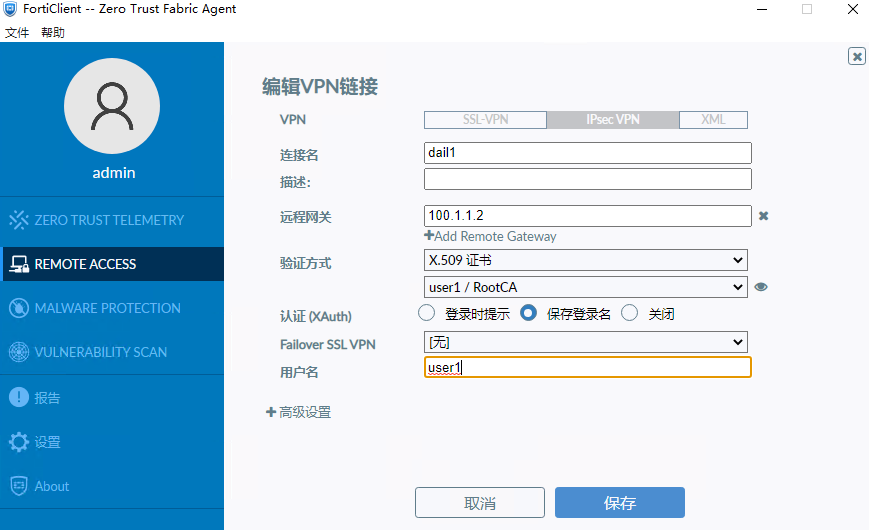 FortiClient -- Zero Trust Fabric Agent
文件 帮助
admin
ZERO TRUST TELEMETRY
REMOTE ACCESS
MALWARE PROTECTION
VULNERABILITY SCAN
报告
设置
About
编辑VPN链接
VPN SSL-VPN IPsec VPN XML
连接名 dail1
描述:
远程网关 100.1.1.2
Add Remote Gateway
验证方式 X.509 证书
user1 / RootCA
认证 (XAuth) 登录时提示 保存登录名 关闭
Failover SSL VPN [无]
用户名 user1
高级设置
取消 保存